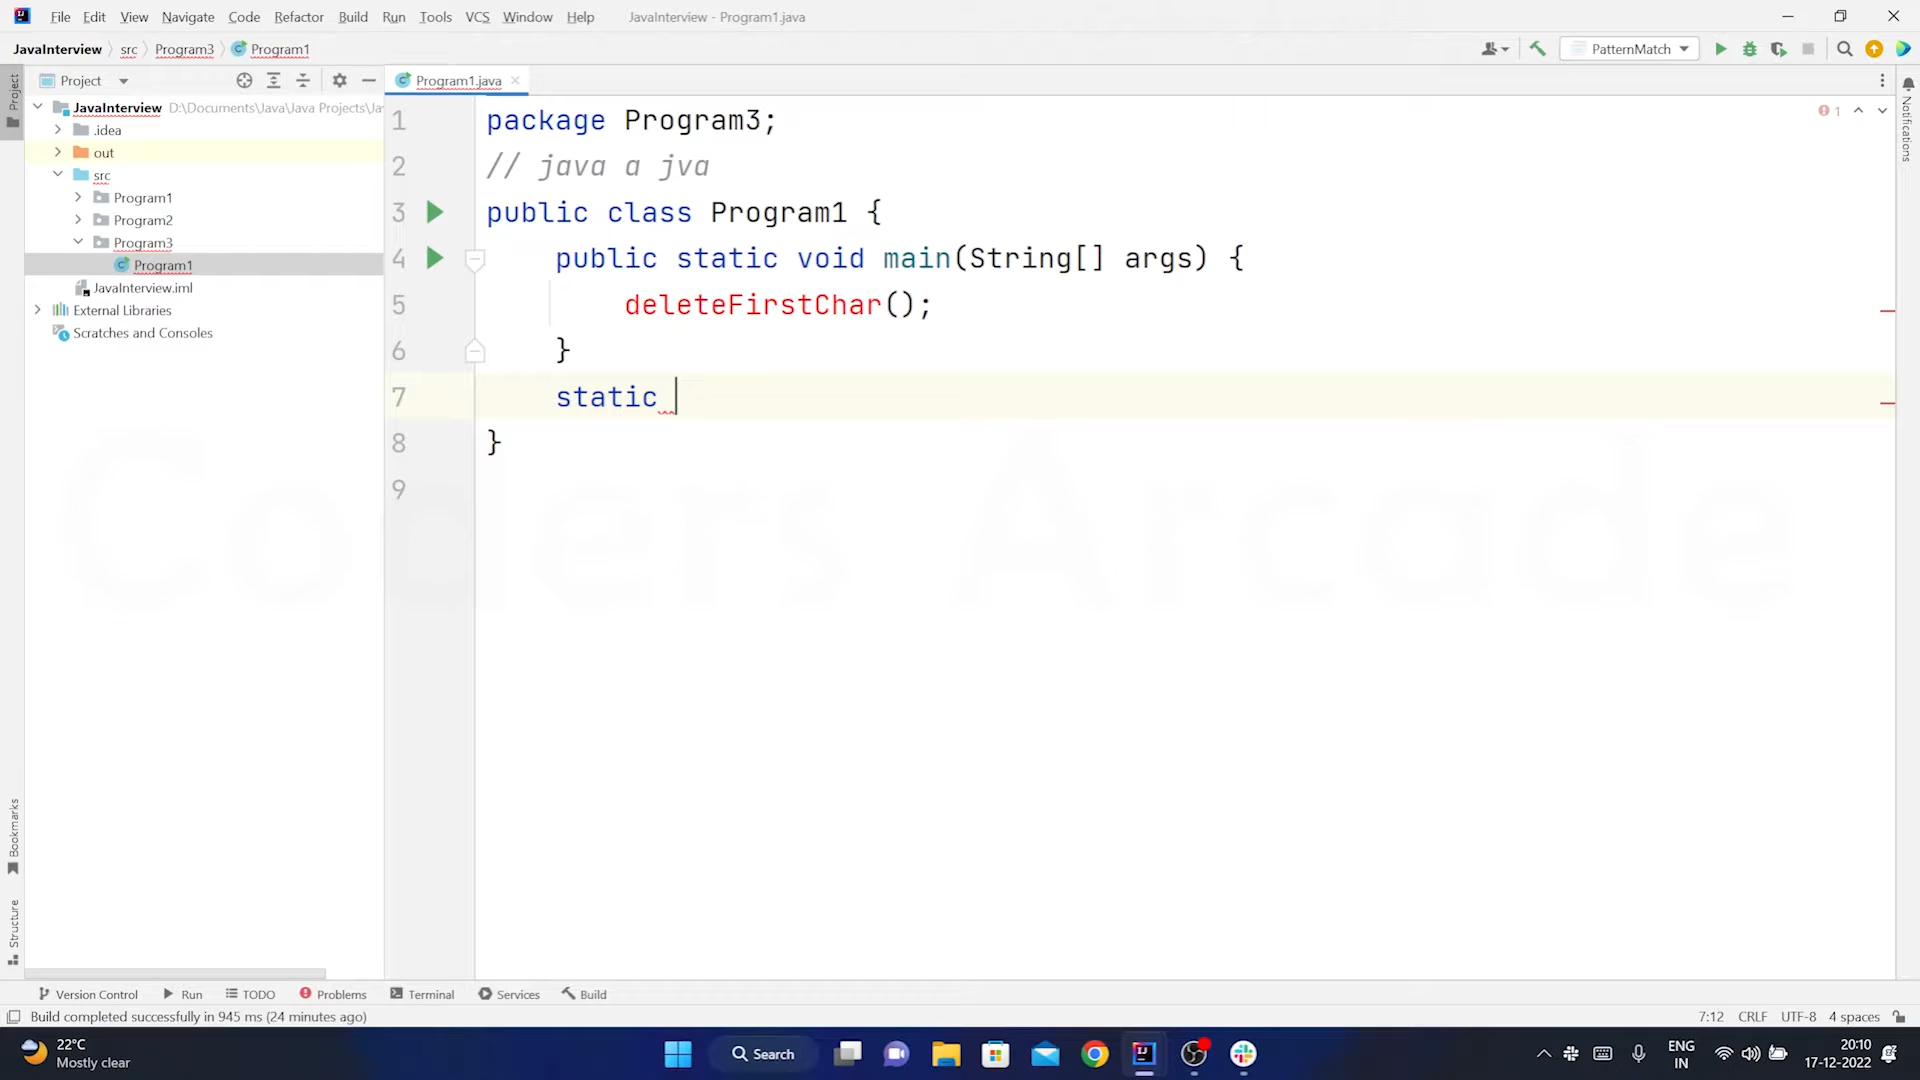 File Edit View Navigate Code Refactor Build Run Tools VCS Window Help JavaInterview - Program1.java
JavaInterview src Program3 Program1 PatternMatch
Project Program1.java
JavaInterview D:\Documents\Java\Java Projects\Ja
.idea
out
src
Program1
Program2
Program3
Program1
JavaInterview.iml
External Libraries
Scratches and Consoles
1 package Program3;
2 // java a jva
3 public class Program1 {
4 public static void main(String[] args) {
5 deleteFirstChar();
6 }
7 static
8 }
9
1
Coders Arcade
Project
Bookmarks
Structure
Notifications
Version Control Run TODO Problems Terminal Services Build
Build completed successfully in 945 ms (24 minutes ago) 7:12 CRLF UTF-8 4 spaces
22°C
Mostly clear
Search
ENG
IN
20:10
17-12-2022